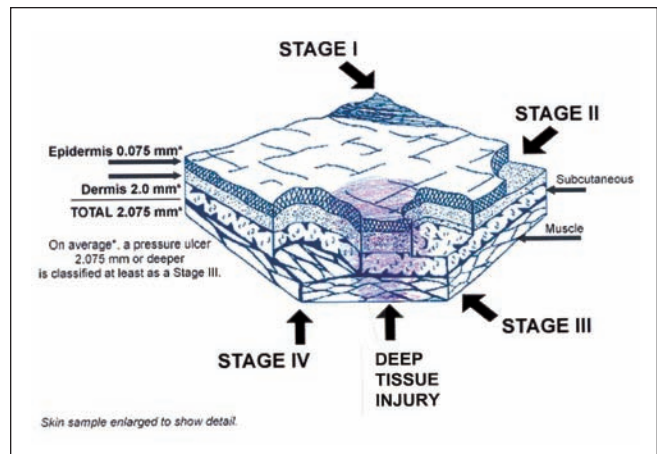 STAGE I
STAGE II
Epidermis 0.075 mm*
Subcutaneous
Dermis 2.0 mm*
TOTAL 2.075 mm*
Muscle
On average*, a pressure ulcer
2.075 mm or deeper
is classified at least as a Stage III.
STAGE III
STAGE IV
DEEP
TISSUE
INJURY
Skin sample enlarged to show detail.